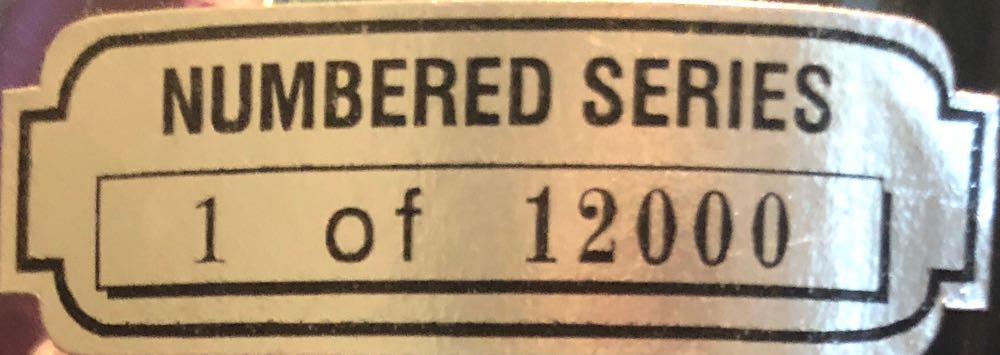 NUMBERED SERIES
1 of 12000